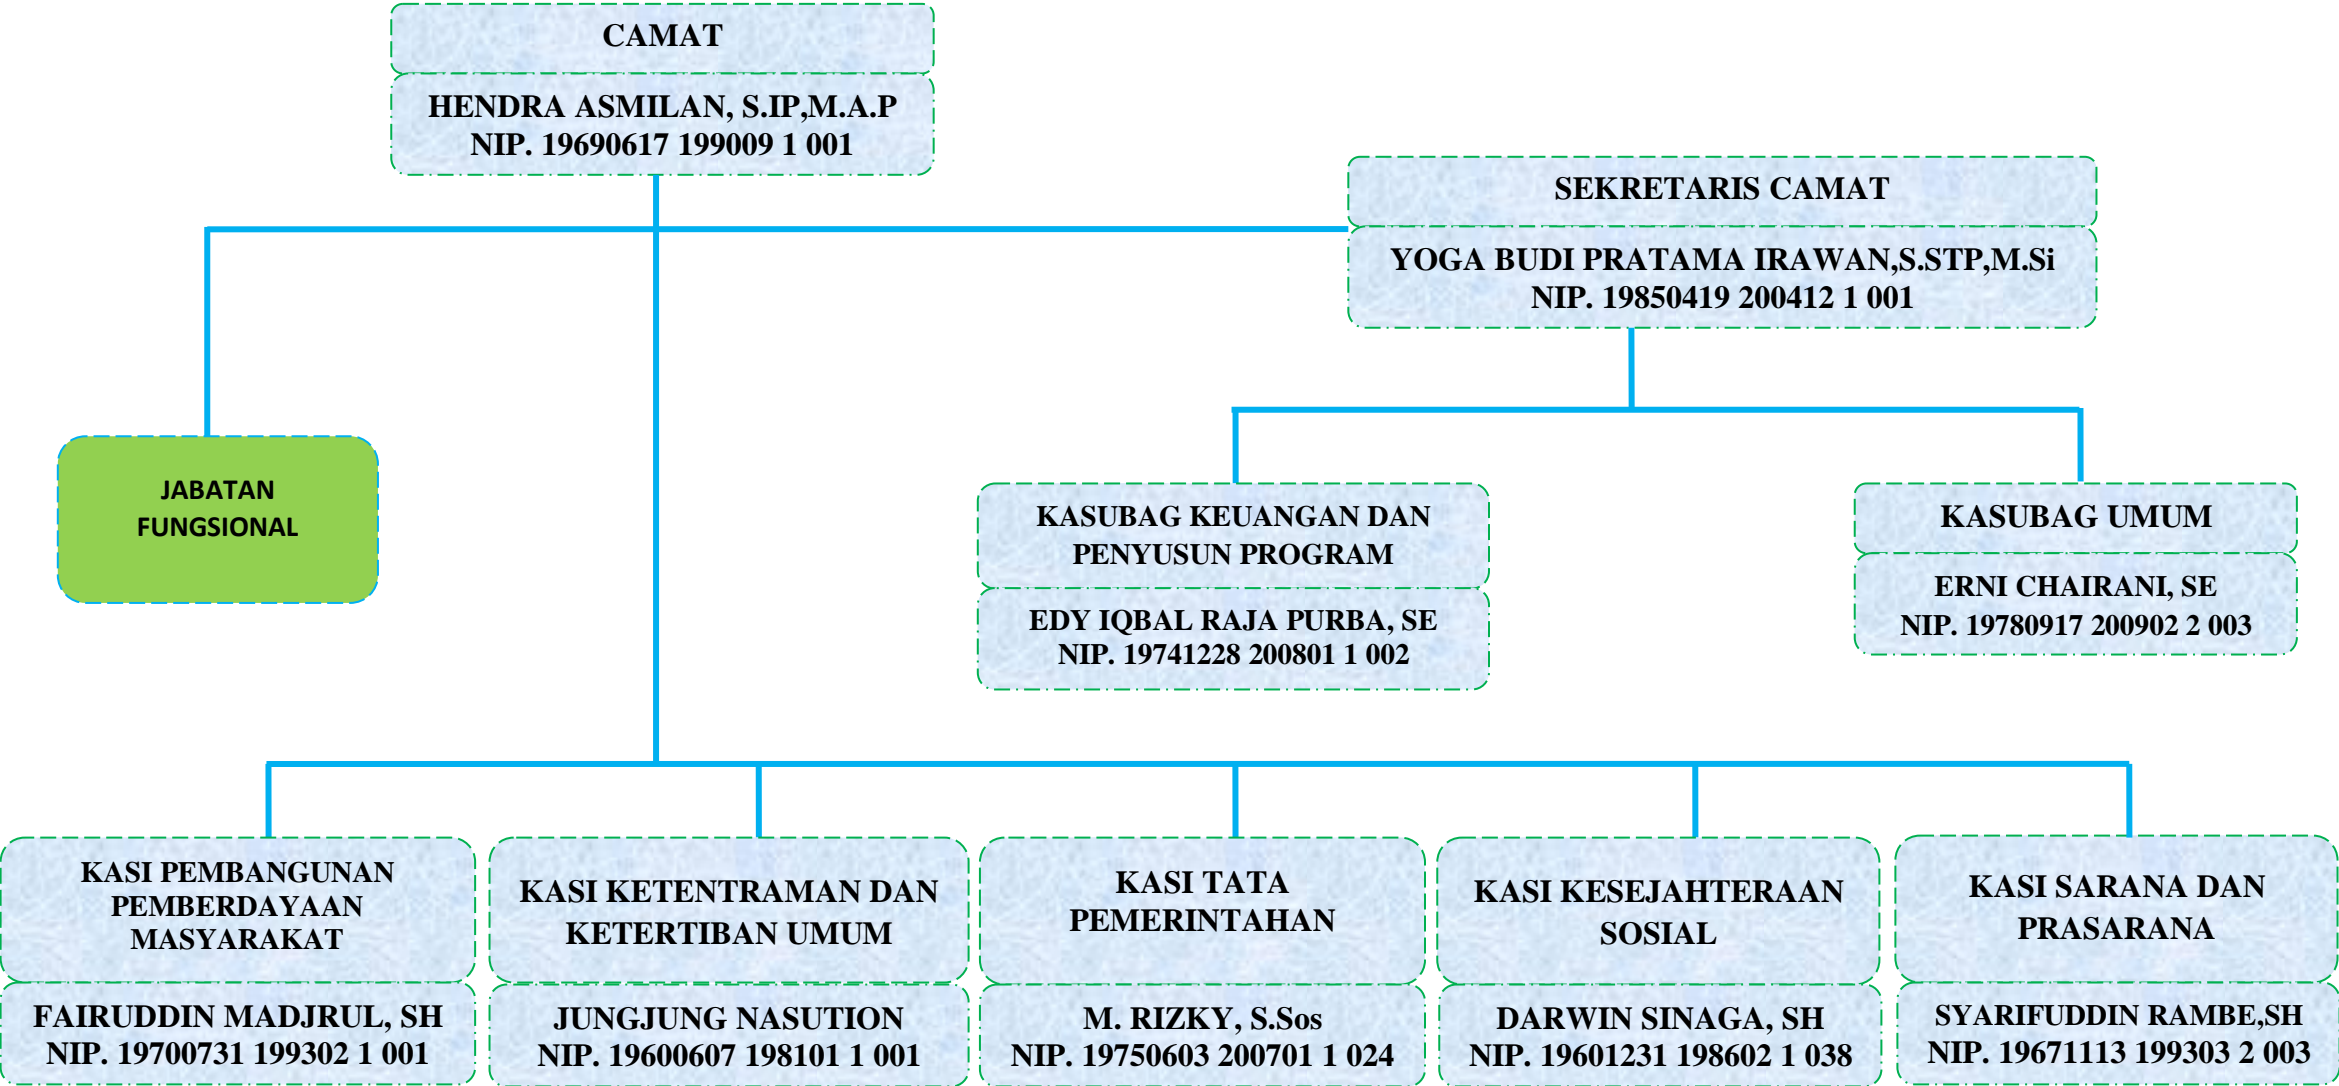 CAMAT
HENDRA ASMILAN, S.IP,M.A.P
NIP. 19690617 199009 1 001
SEKRETARIS CAMAT
YOGA BUDI PRATAMA IRAWAN,S.STP,M.Si
NIP. 19850419 200412 1 001
JABATAN
FUNGSIONAL
KASUBAG KEUANGAN DAN
PENYUSUN PROGRAM
EDY IQBAL RAJA PURBA, SE
NIP. 19741228 200801 1 002
KASUBAG UMUM
ERNI CHAIRANI, SE
NIP. 19780917 200902 2 003
KASI PEMBANGUNAN
PEMBERDAYAAN
MASYARAKAT
FAIRUDDIN MADJRUL, SH
NIP. 19700731 199302 1 001
KASI KETENTRAMAN DAN
KETERTIBAN UMUM
JUNGJUNG NASUTION
NIP. 19600607 198101 1 001
KASI TATA
PEMERINTAHAN
M. RIZKY, S.Sos
NIP. 19750603 200701 1 024
KASI KESEJAHTERAAN
SOSIAL
DARWIN SINAGA, SH
NIP. 19601231 198602 1 038
KASI SARANA DAN
PRASARANA
SYARIFUDDIN RAMBE,SH
NIP. 19671113 199303 2 003